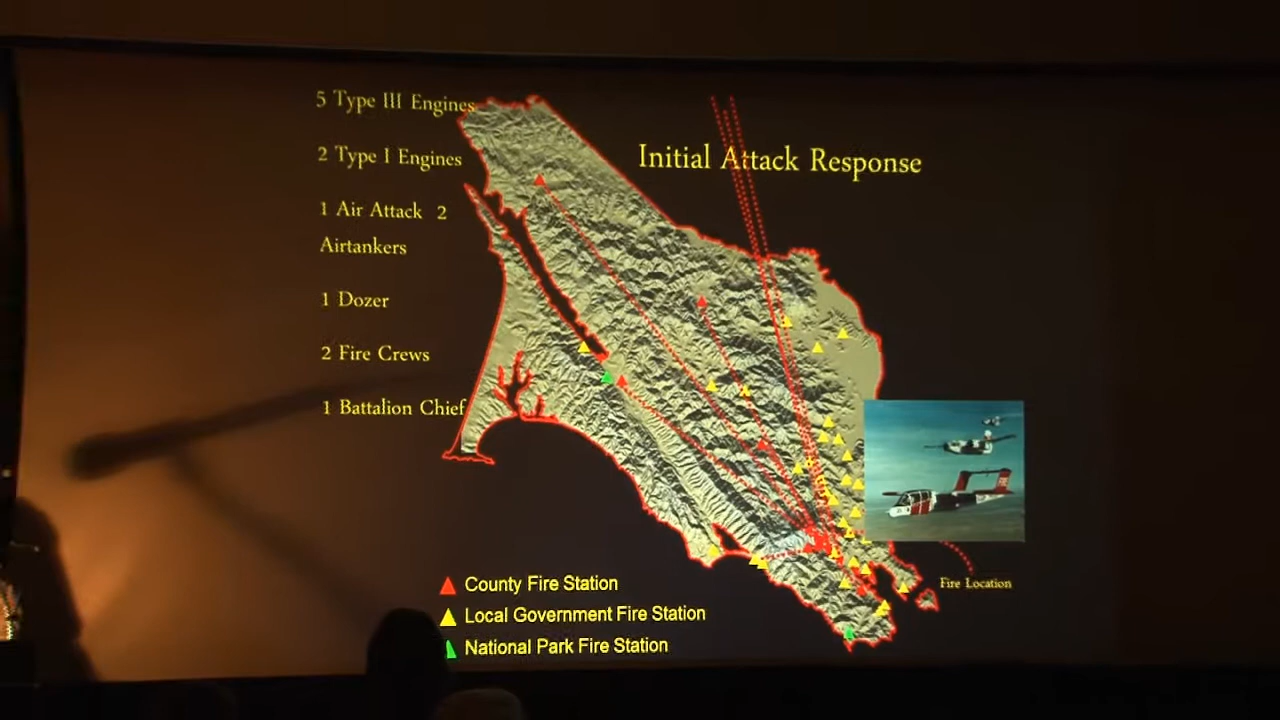 5 Type III Engines
Initial Attack Response
2 Type I Engines
1 Air Attack 2
Airtankers
1 Dozer
2 Fire Crews
1 Battalion Chief
Fire Location
County Fire Station
Local Government Fire Station
National Park Fire Station